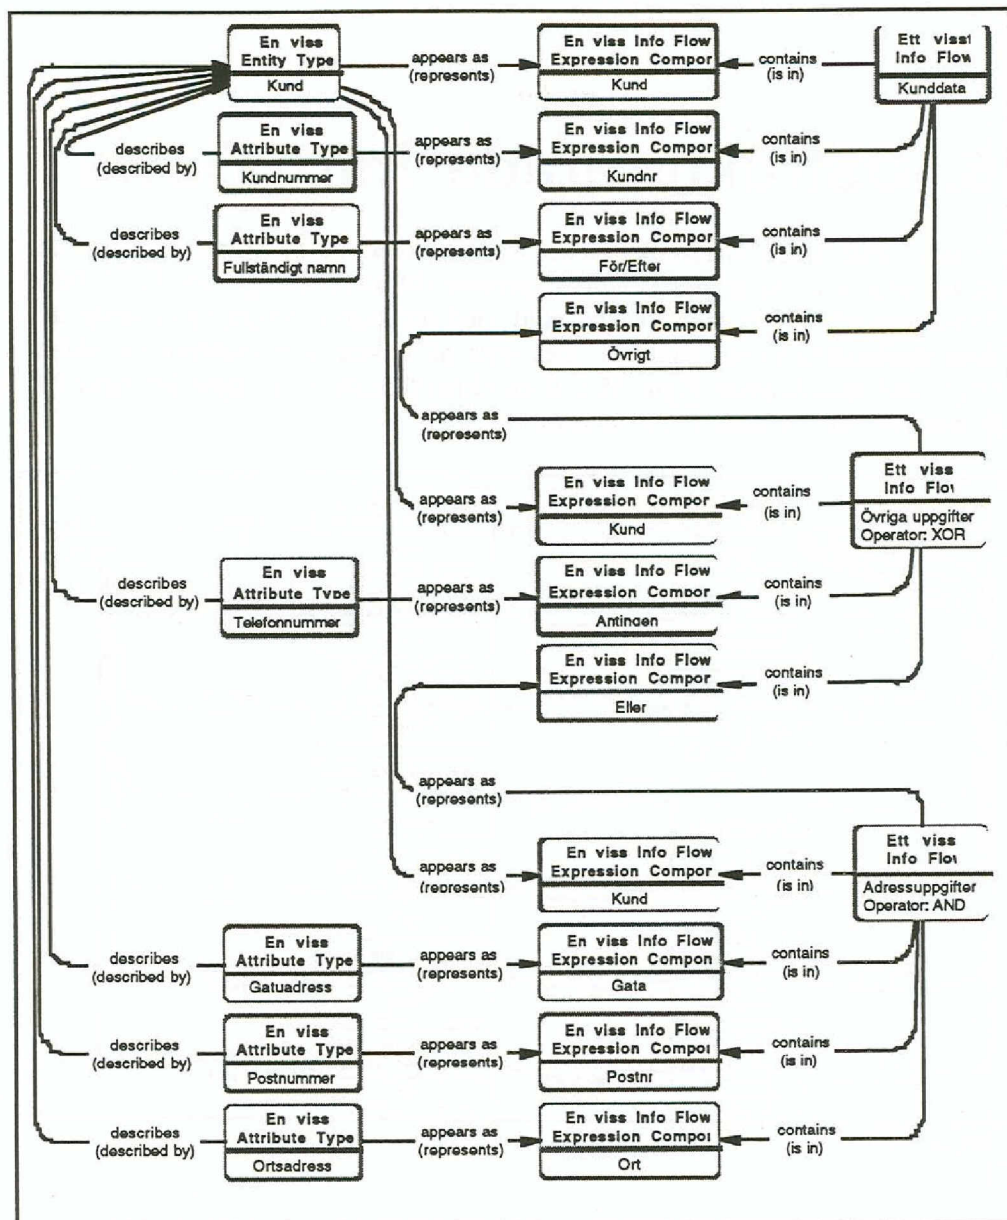 En viss
Entity Type
Kund
appears as
(represents)
En viss Info Flow
Expression Compor
Kund
contains
(is in)
Ett visst
Info Flow
Kunddata
describes
(described by)
En viss
Attribute Type
Kundnummer
appears as
(represents)
En viss Info Flow
Expression Compor
Kundnr
contains
(is in)
describes
(described by)
En viss
Attribute Type
Fullständigt namn
appears as
(represents)
En viss Info Flow
Expression Compor
För/Efter
contains
(is in)
En viss Info Flow
Expression Compor
Övrigt
contains
(is in)
appears as
(represents)
appears as
(represents)
En viss Info Flow
Expression Compor
Kund
contains
(is in)
Ett viss
Info Flov
Övriga uppgifter
Operator: XOR
describes
(described by)
En viss
Attribute Type
Telefonnummer
appears as
(represents)
En viss Info Flow
Expression Compor
Antingen
contains
(is in)
En viss Info Flow
Expression Compor
Eller
contains
(is in)
appears as
(represents)
appears as
(represents)
En viss Info Flow
Expression Compor
Kund
contains
(is in)
Ett viss
Info Flov
Adressuppgifter
Operator: AND
describes
(described by)
En viss
Attribute Type
Gatuadress
appears as
(represents)
En viss Info Flow
Expression Compon
Gata
contains
(is in)
describes
(described by)
En viss
Attribute Type
Postnummer
appears as
(represents)
En viss Info Flow
Expression Compor
Postnr
contains
(is in)
describes
(described by)
En viss
Attribute Type
Ortsadress
appears as
(represents)
En viss Info Flow
Expression Compor
Ort
contains
(is in)